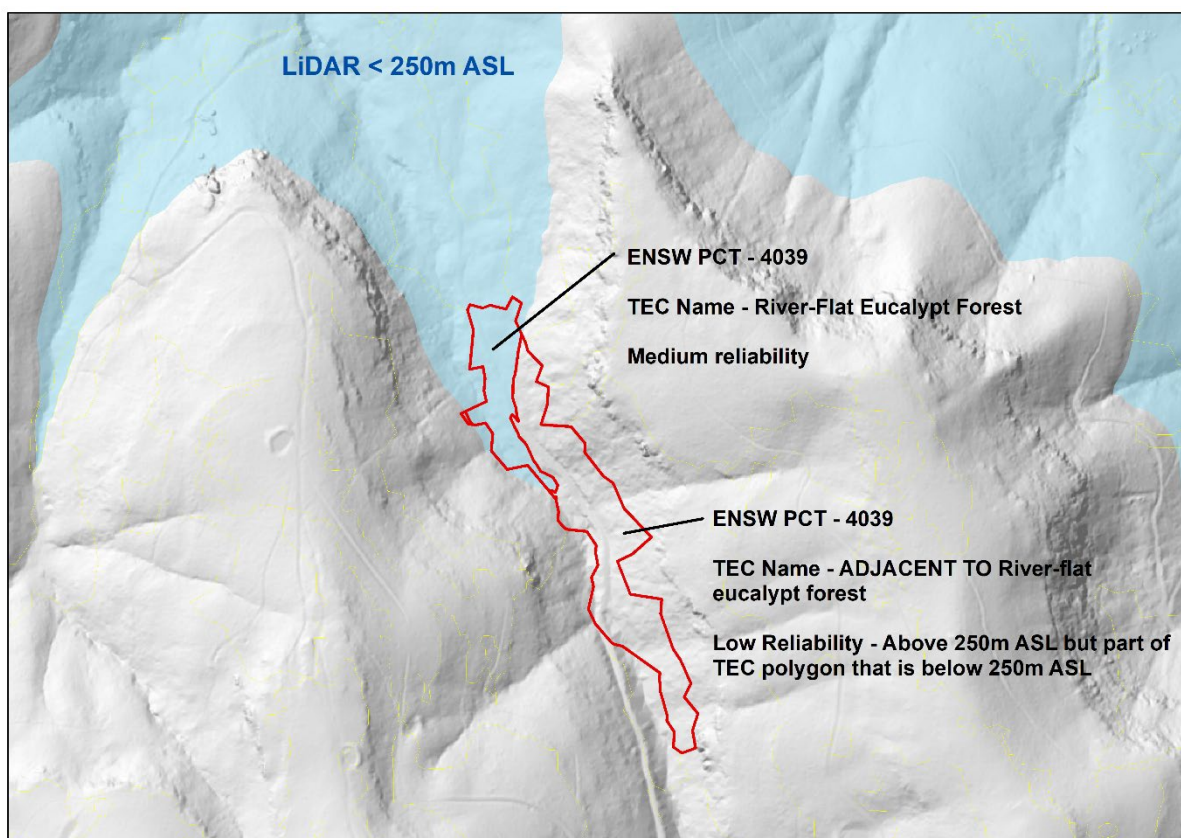 LiDAR < 250m ASL
ENSW PCT - 4039
TEC Name - River-Flat Eucalypt Forest
Medium reliability
ENSW PCT - 4039
TEC Name - ADJACENT TO River-flat
eucalypt forest
Low Reliability - Above 250m ASL but part of
TEC polygon that is below 250m ASL